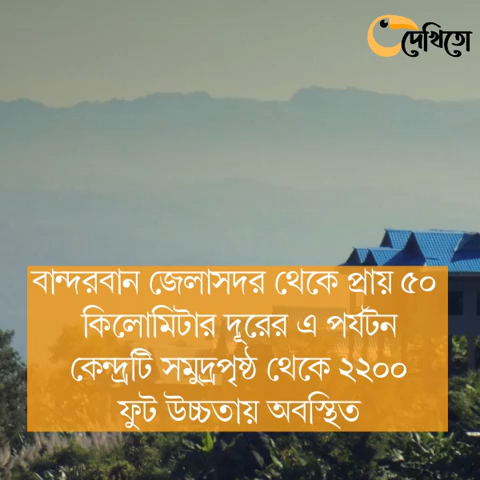 দেখিতো
বান্দরবান জেলাসদর থেকে প্রায় ৫০
কিলোমিটার দূরের এ পর্যটন
কেন্দ্রটি সমুদ্রপৃষ্ঠ থেকে ২২০০
ফুট উচ্চতায় অবস্থিত